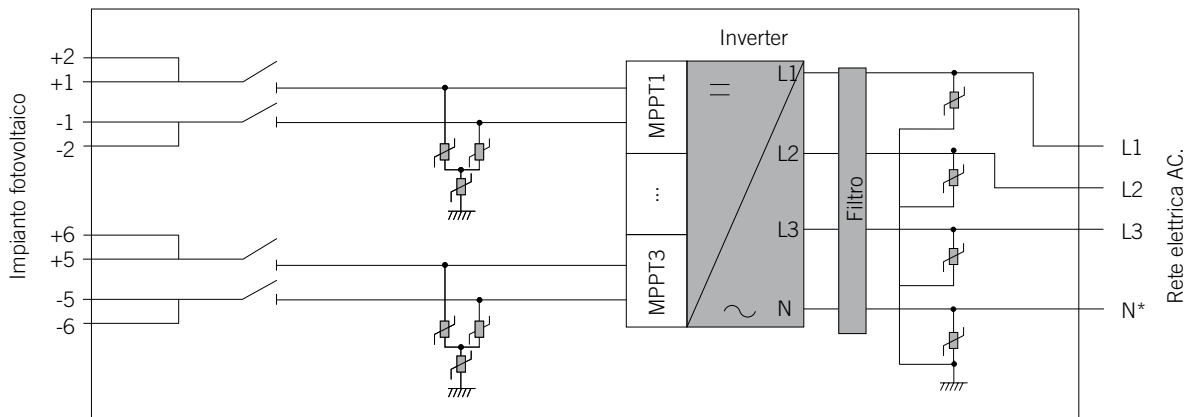 Impianto fotovoltaico
+2
+1
-1
-2
+6
+5
-5
-6
Inverter
MPPT1
...
MPPT3
L1
L2
L3
N
Filtro
L1
L2
L3
N*
Rete elettrica AC.